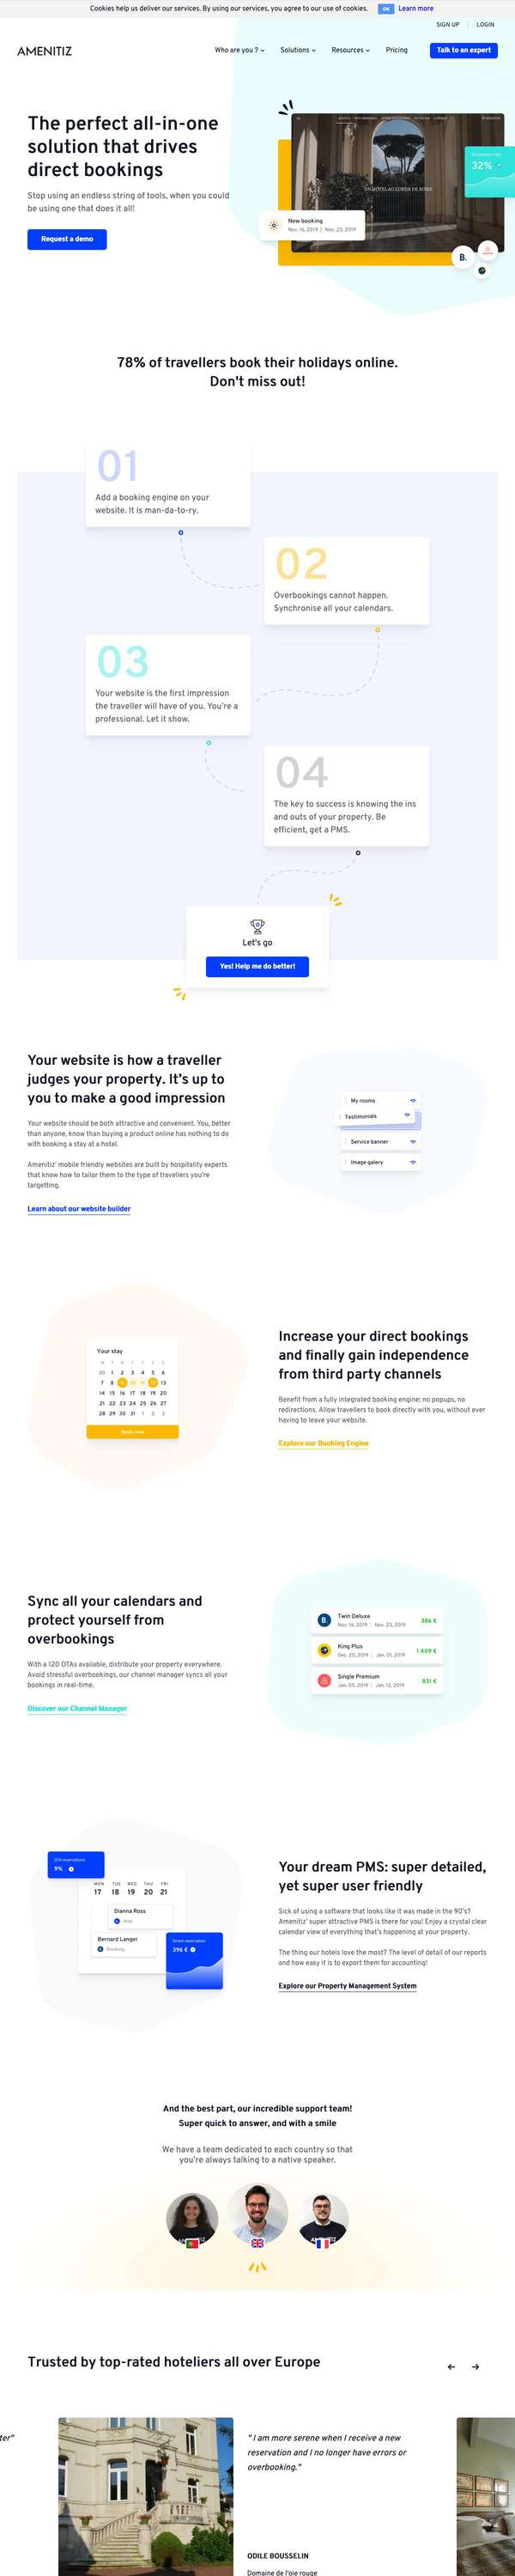 Cookies help us deliver our services. By using our services, you agree to our use of cookies. OK Learn more
SIGN UP LOGIN
AMENITIZ
Who are you ? Solutions Resources Pricing Talk to an expert
The perfect all-in-one
solution that drives
direct bookings
Stop using an endless string of tools, when you could
be using one that does it all!
Request a demo
32%
New booking
Nov. 16, 2019 | Nov. 23, 2019
B.
78% of travellers book their holidays online.
Don't miss out!
01
Add a booking engine on your
website. It is man-da-to-ry.
02
Overbookings cannot happen.
Synchronise all your calendars.
03
Your website is the first impression
the traveller will have of you. You're a
professional. Let it show.
04
The key to success is knowing the ins
and outs of your property. Be
efficient, get a PMS.
Let's go
Yes! Help me do better!
Your website is how a traveller
judges your property. It's up to
you to make a good impression
Your website should be both attractive and convenient. You, better
than anyone, know than buying a product online has nothing to do
with booking a stay at a hotel.
Amenitiz' mobile friendly websites are built by hospitality experts
that know how to tailor them to the type of travellers you're
targetting.
Learn about our website builder
My rooms
Testimonials
Service banner
Image galery
Your stay
M T W T F S S
30 1 2 3 4 5 6
7 8 9 10 11 12 13
14 15 16 17 18 19 20
21 22 23 24 25 26 27
28 29 30 31 1 2 3
Book now
Increase your direct bookings
and finally gain independence
from third party channels
Benefit from a fully integrated booking engine: no popups, no
redirections. Allow travellers to book directly with you, without ever
having to leave your website.
Explore our Booking Engine
Sync all your calendars and
protect yourself from
overbookings
With a 120 OTAs available, distribute your property everywhere.
Avoid stressful overbookings, our channel manager syncs all your
bookings in real-time.
Discover our Channel Manager
B. Twin Deluxe
Nov. 16, 2019 | Nov. 23, 2019 386 €
King Plus
Dec. 20, 2019 | Jan. 01, 2019 1 409 €
Single Premium
Jan. 05, 2019 | Jan. 12, 2019 831 €
OTA reservations
9%
MON TUE WED THU FRI
17 18 19 20 21
Dianna Ross
Bernard Langer
Booking
Direct reservation
396 €
Your dream PMS: super detailed,
yet super user friendly
Sick of using a software that looks like it was made in the 90's?
Amenitiz' super attractive PMS is there for you! Enjoy a crystal clear
calendar view of everything that's happening at your property.
The thing our hotels love the most? The level of detail of our reports
and how easy it is to export them for accounting!
Explore our Property Management System
And the best part, our incredible support team!
Super quick to answer, and with a smile
We have a team dedicated to each country so that
you're always talking to a native speaker.
Trusted by top-rated hoteliers all over Europe
ter"
" I am more serene when I receive a new
reservation and I no longer have errors or
overbooking."
ODILE BOUSSELIN
Domaine de l'oie rouge